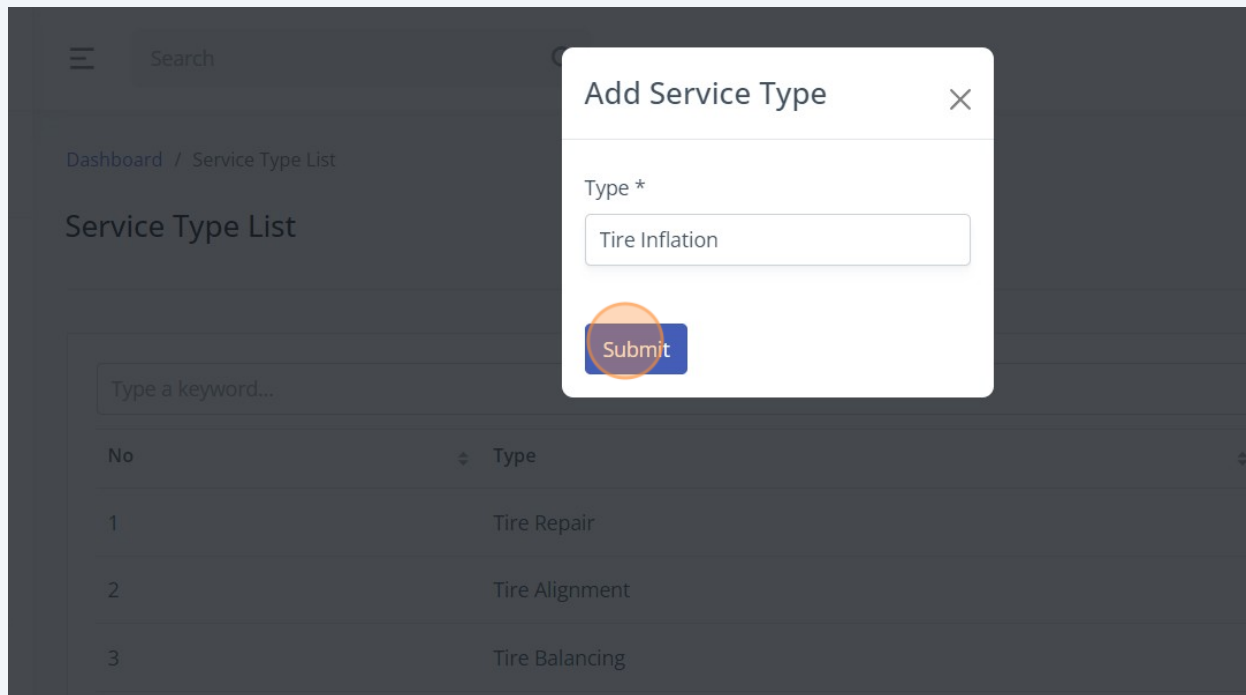 Search
Add Service Type
Dashboard / Service Type List
Type *
Service Type List
Tire Inflation
Submit
Type a keyword...
No Type
1 Tire Repair
2 Tire Alignment
3 Tire Balancing